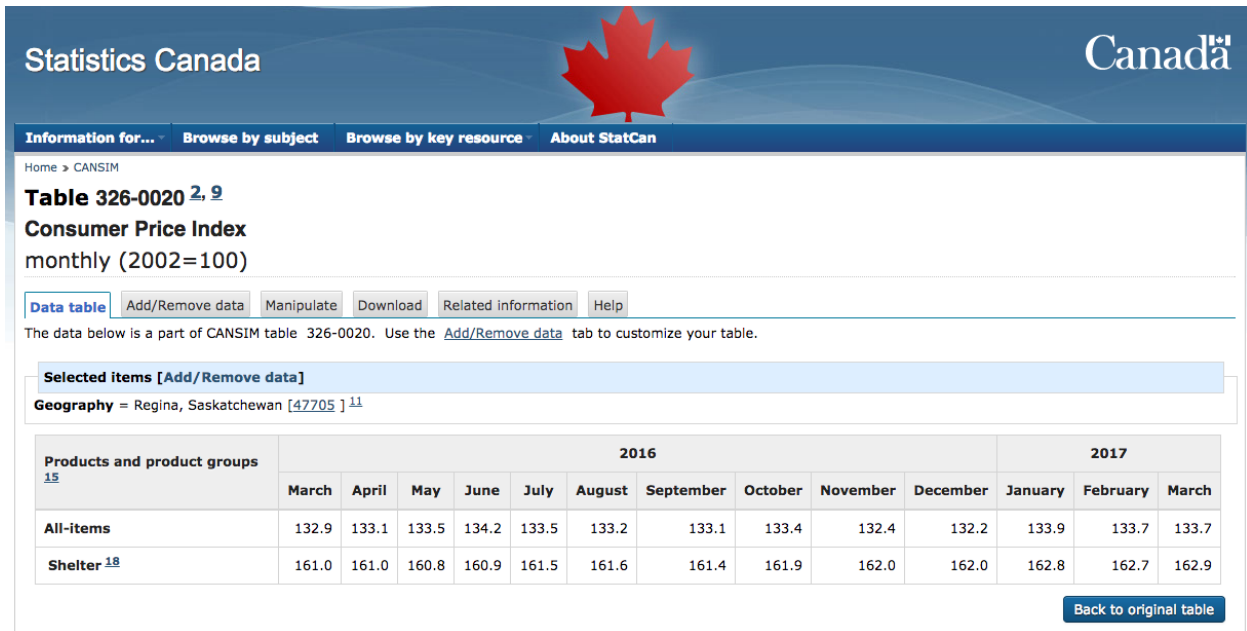 Statistics Canada
Canada
Information for... Browse by subject Browse by key resource About StatCan
Home > CANSIM
Table 326-0020 2, 9
Consumer Price Index
monthly (2002=100)
Data table Add/Remove data Manipulate Download Related information Help
The data below is a part of CANSIM table 326-0020. Use the Add/Remove data tab to customize your table.
Selected items [Add/Remove data]
Geography = Regina, Saskatchewan [47705 ] 11
Products and product groups 15 2016 2017
March April May June July August September October November December January February March
All-items 132.9 133.1 133.5 134.2 133.5 133.2 133.1 133.4 132.4 132.2 133.9 133.7 133.7
Shelter 18 161.0 161.0 160.8 160.9 161.5 161.6 161.4 161.9 162.0 162.0 162.8 162.7 162.9
Back to original table